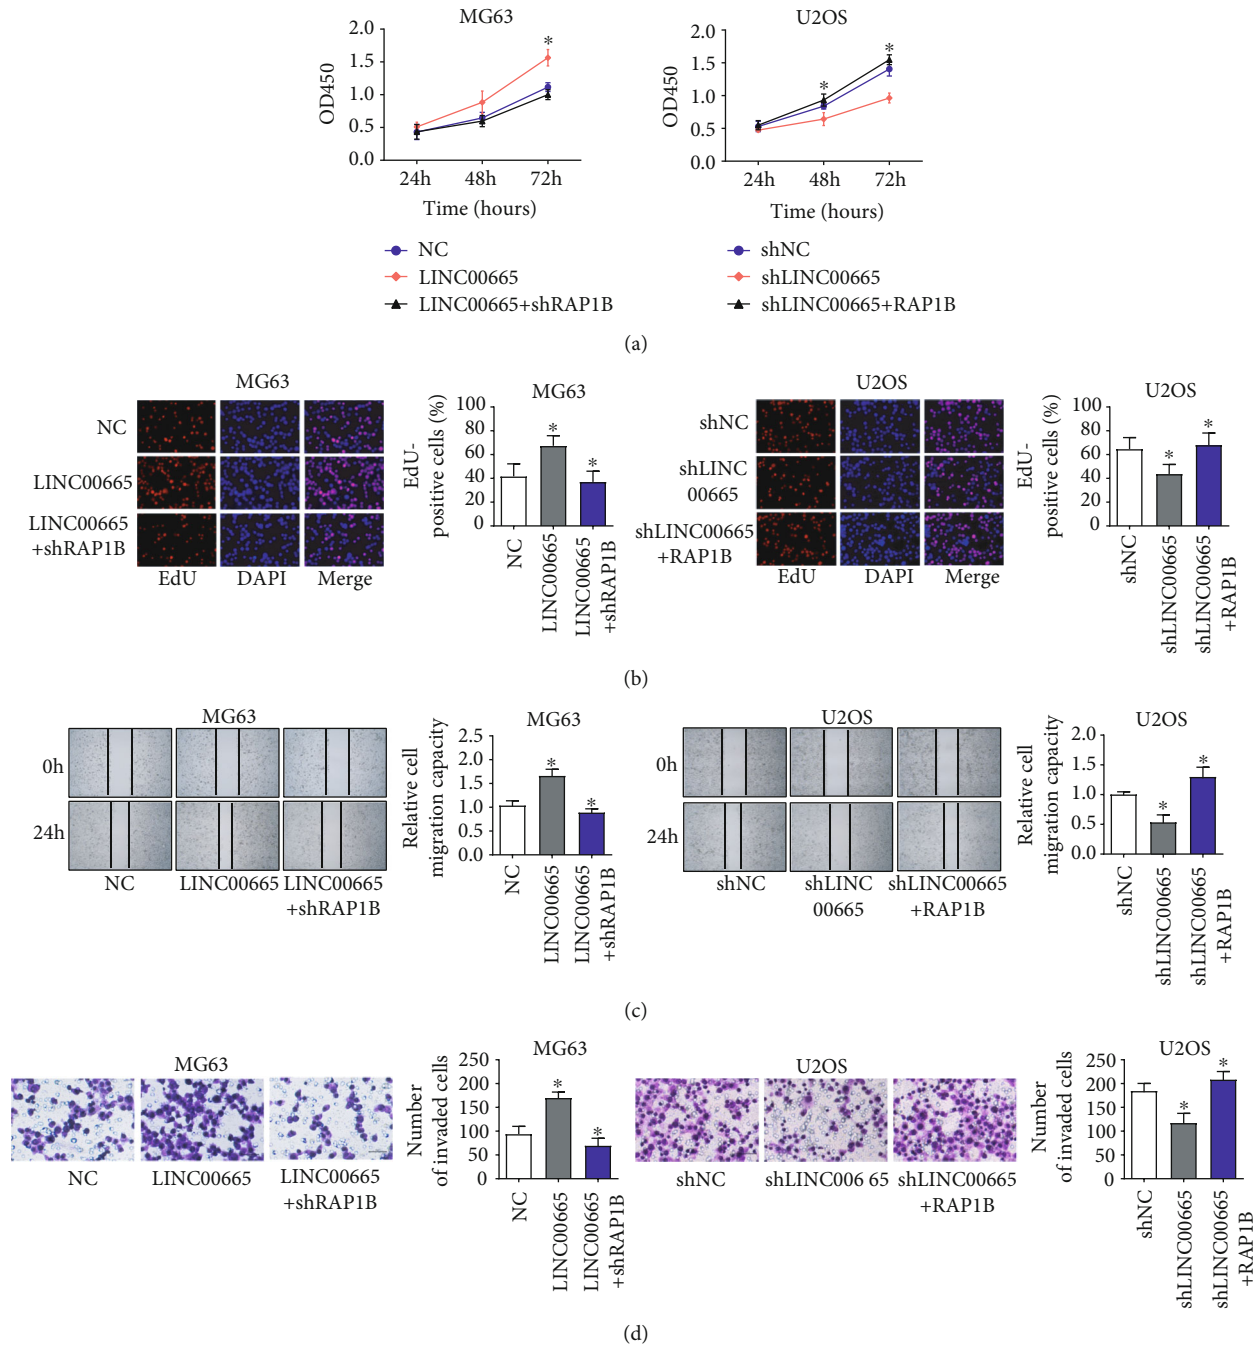 MG63
U2OS
2.0
1.5
1.0
0.5
0.0
OD450
24h 48h 72h
Time (hours)
*
NC
LINC00665
LINC00665+shRAP1B
2.0
1.5
1.0
0.5
0.0
OD450
24h 48h 72h
Time (hours)
* *
shNC
shLINC00665
shLINC00665+RAP1B
(a)
MG63
NC
LINC00665
LINC00665
+shRAP1B
EdU DAPI Merge
MG63
EdU-
positive cells (%)
100
80
60
40
20
0
* *
NC
LINC00665
LINC00665
+shRAP1B
U2OS
shNC
shLINC
00665
shLINC00665
+RAP1B
EdU DAPI Merge
U2OS
EdU-
positive cells (%)
100
80
60
40
20
0
* *
shNC
shLINC00665
shLINC00665
+RAP1B
(b)
MG63
0h
24h
NC LINC00665 LINC00665
+shRAP1B
MG63
Relative cell
migration capacity
2.5
2.0
1.5
1.0
0.5
0.0
* *
NC
LINC00665
LINC00665
+shRAP1B
U2OS
0h
24h
shNC shLINC shLINC00665
00665 +RAP1B
U2OS
Relative cell
migration capacity
2.0
1.5
1.0
0.5
0.0
* *
shNC
shLINC00665
shLINC00665
+RAP1B
(c)
MG63
NC LINC00665 LINC00665
+shRAP1B
MG63
Number
of invaded cells
250
200
150
100
50
0
* *
NC
LINC00665
LINC00665
+shRAP1B
U2OS
shNC shLINC006 65 shLINC00665
+RAP1B
U2OS
Number
of invaded cells
250
200
150
100
50
0
* *
shNC
shLINC00665
shLINC00665
+RAP1B
(d)